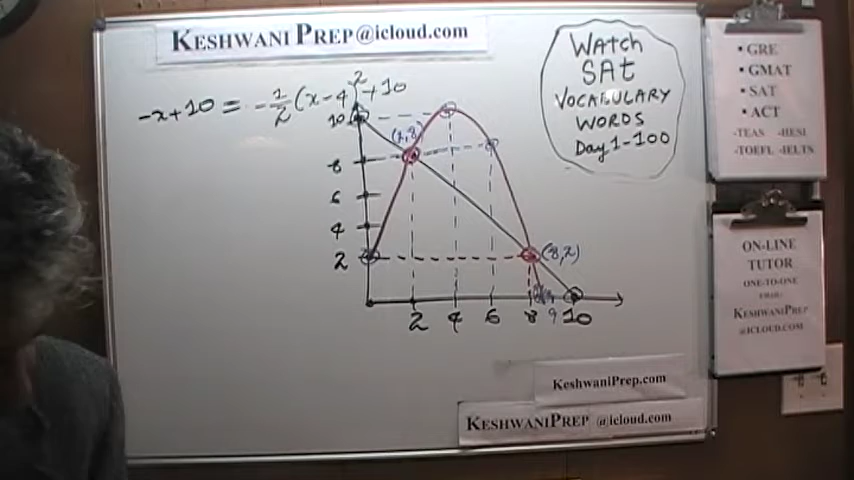 KESHWANIPREP@icloud.com
-x+10 = -1/2(x-4)²+10
WAtch
SAt
VOCABULARY
WORDS
Day 1-100
• GRE
• GMAT
• SAT
• ACT
-TEAS -HESI
-TOEFL -IELTS
10
8
6
4
2
(2,8)
(8,2)
2 4 6 8 9 10
ON-LINE
TUTOR
ONE-TO-ONE
KESHWANIPREP
@ICLOUD.COM
KeshwaniPrep.com
KESHWANIPREP @icloud.com